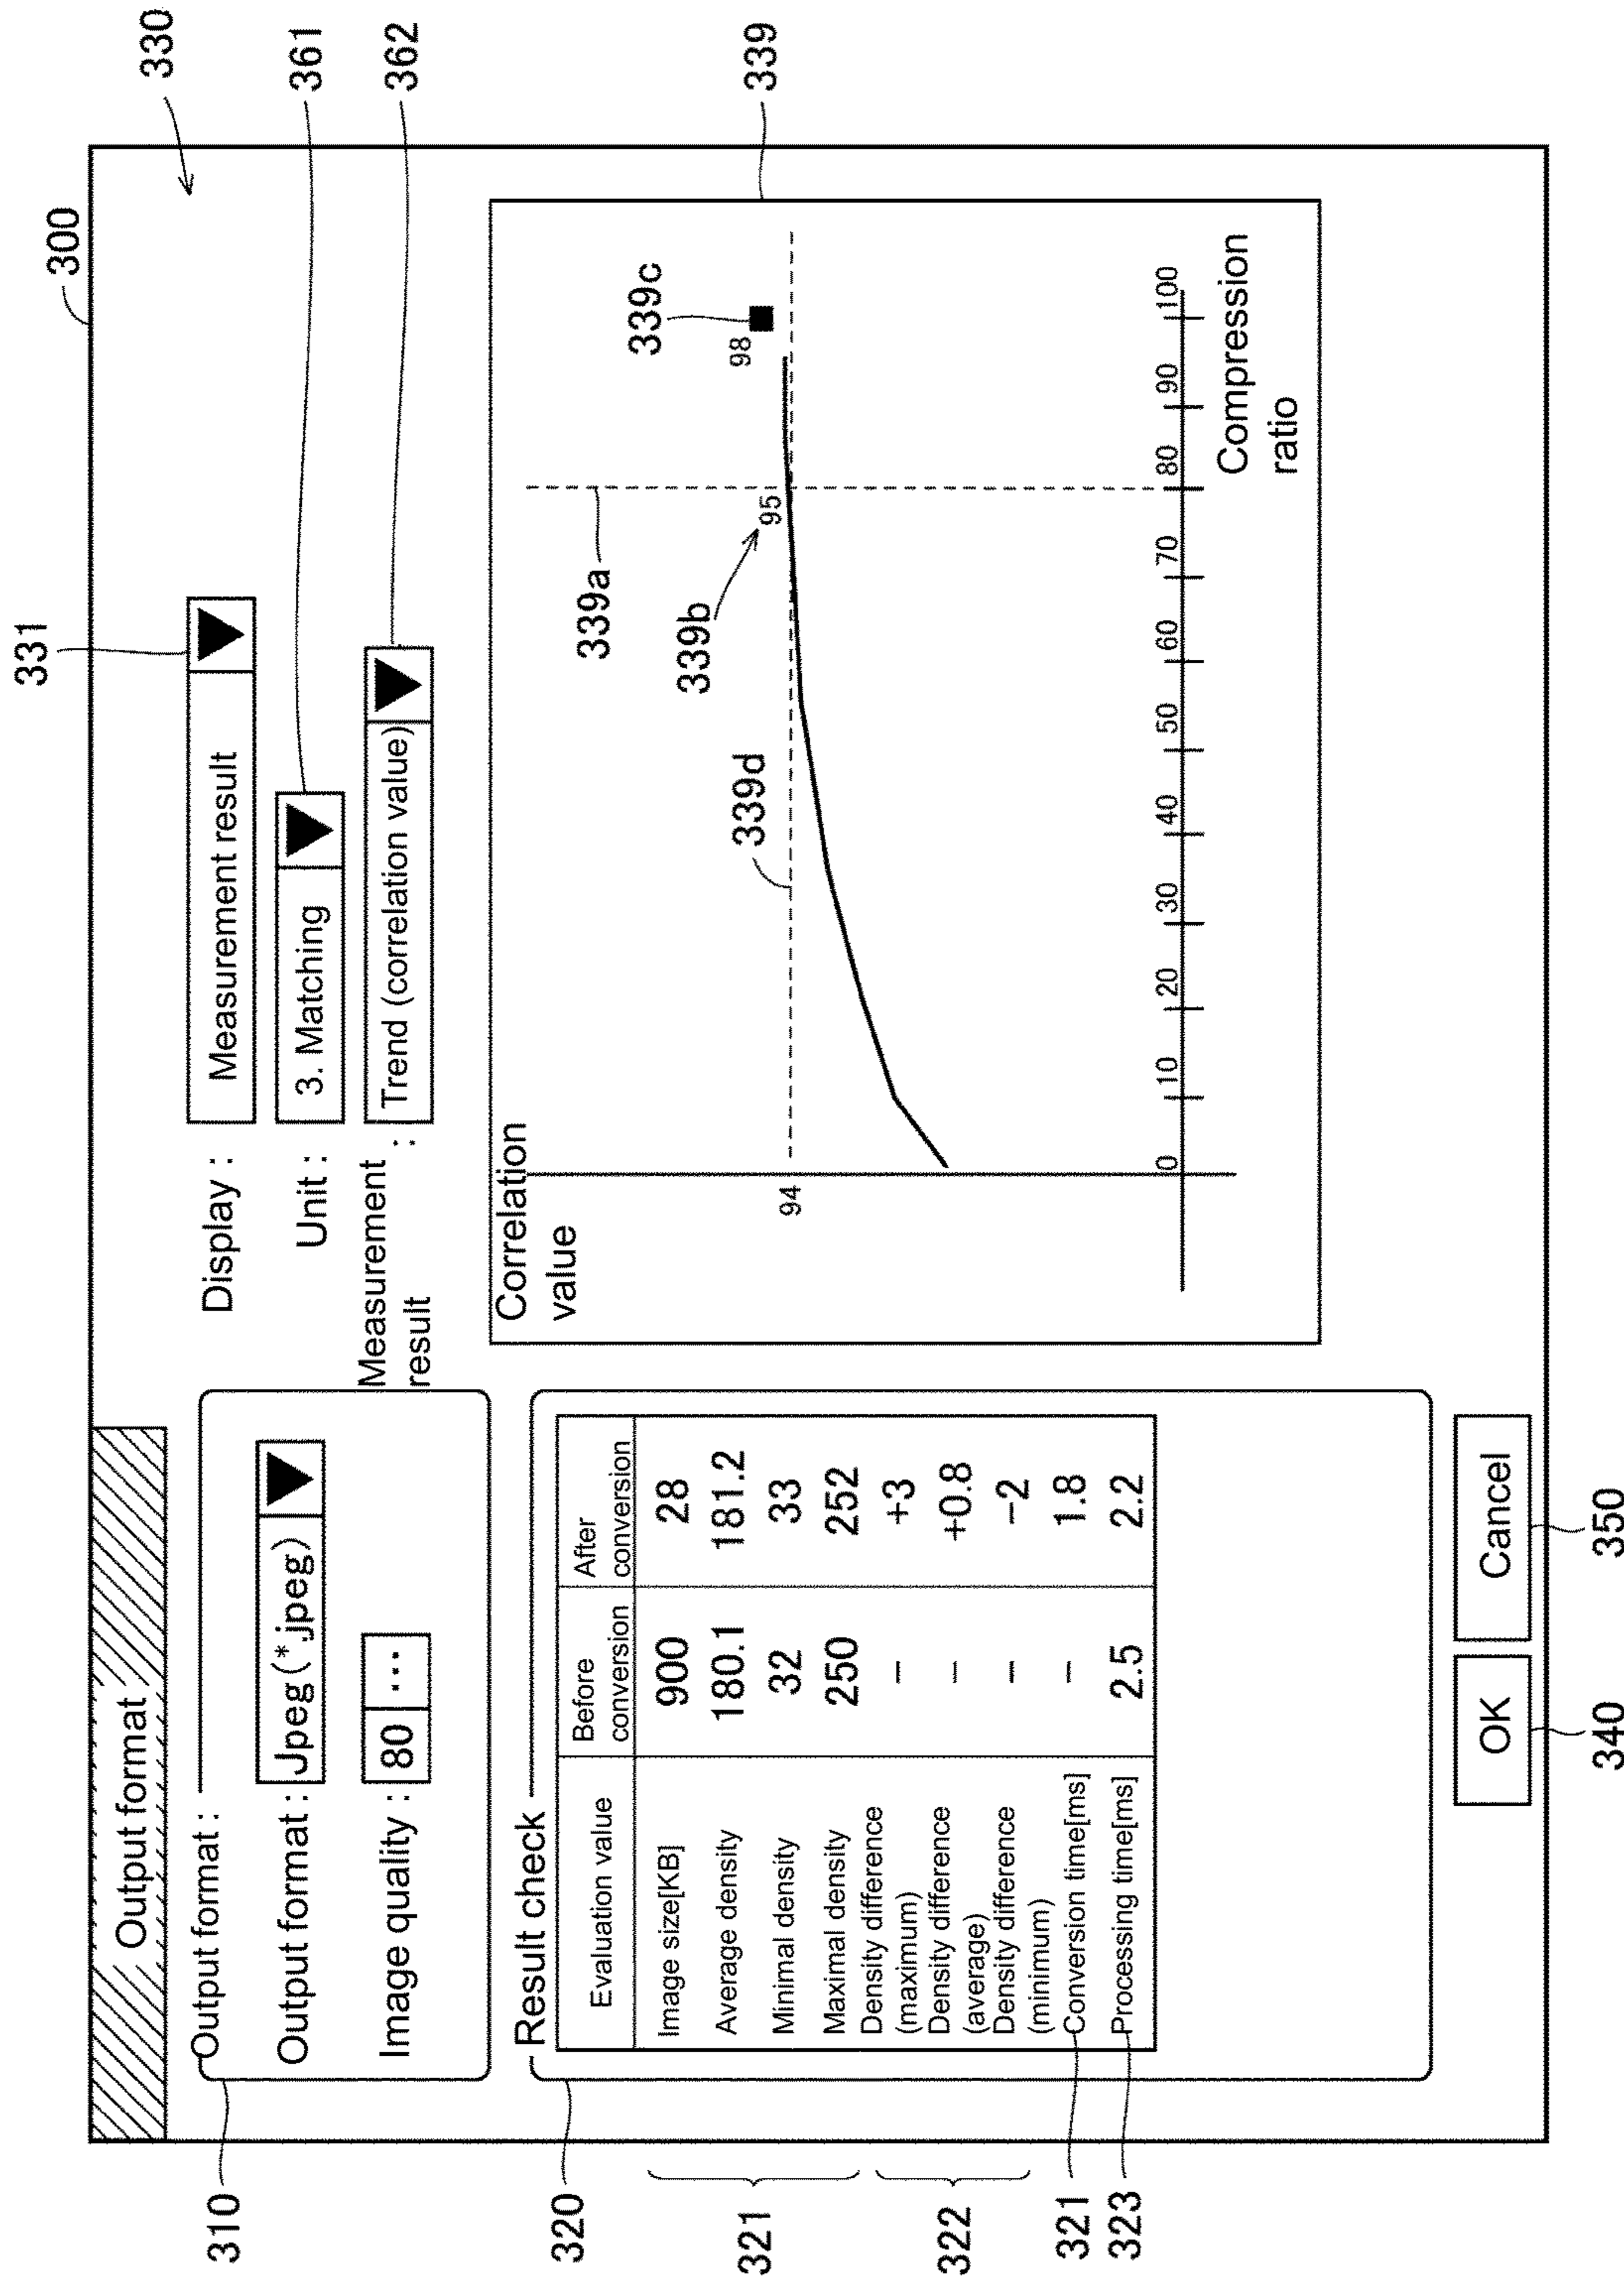 300
330
331
361
362
Output format
Output format :
Output format : Jpeg(*.jpeg)
Image quality : 80 ...
310
Display : Measurement result
Unit : 3. Matching
Measurement
result
: Trend (correlation value)
Result check
Evaluation value
Before
conversion
After
conversion
Image size[KB] 900 28
Average density 180.1 181.2
Minimal density 32 33
Maximal density 250 252
Density difference
(maximum) – +3
Density difference
(average) – +0.8
Density difference
(minimum) – −2
Conversion time[ms] – 1.8
Processing time[ms] 2.5 2.2
320
321
322
321
323
Correlation
value
339
339a
339b
339c
339d
98
95
94
0 10 20 30 40 50 60 70 80 90 100
Compression
ratio
OK
Cancel
340
350